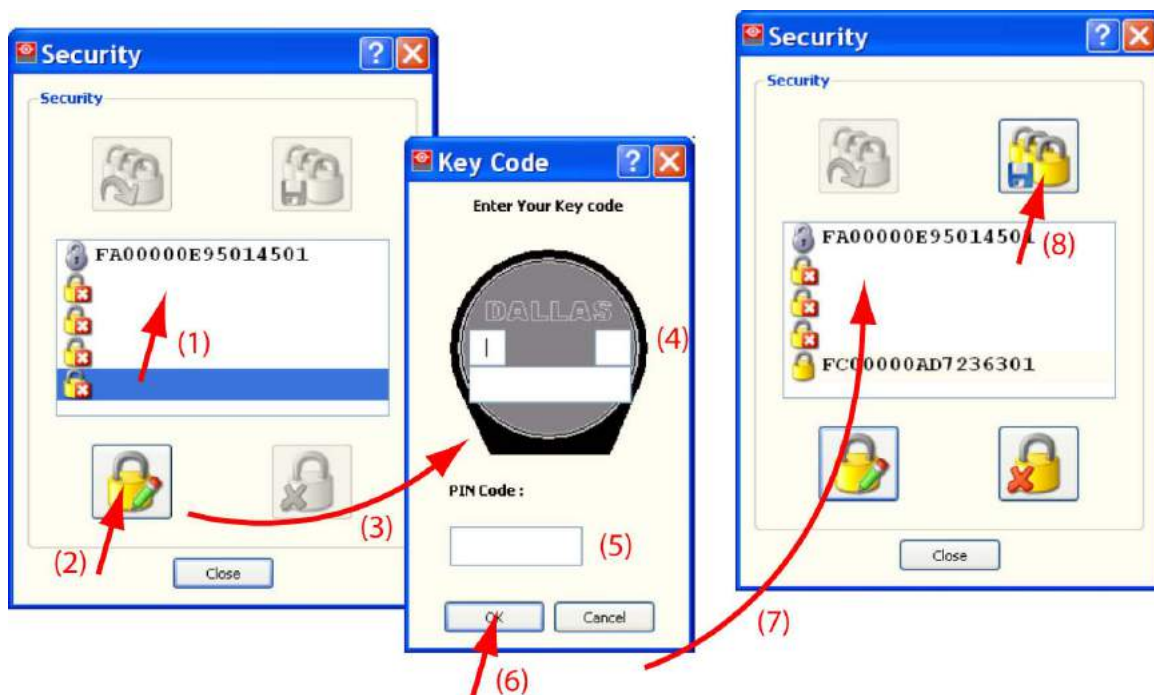 Security
Security
FA00000E95014501
(1)
(2)
(3)
Close
Key Code
Enter Your Key code
DALLAS
(4)
PIN Code :
(5)
OK
Cancel
(6)
(7)
Security
Security
(8)
FA00000E95014501
FC00000AD7236301
Close